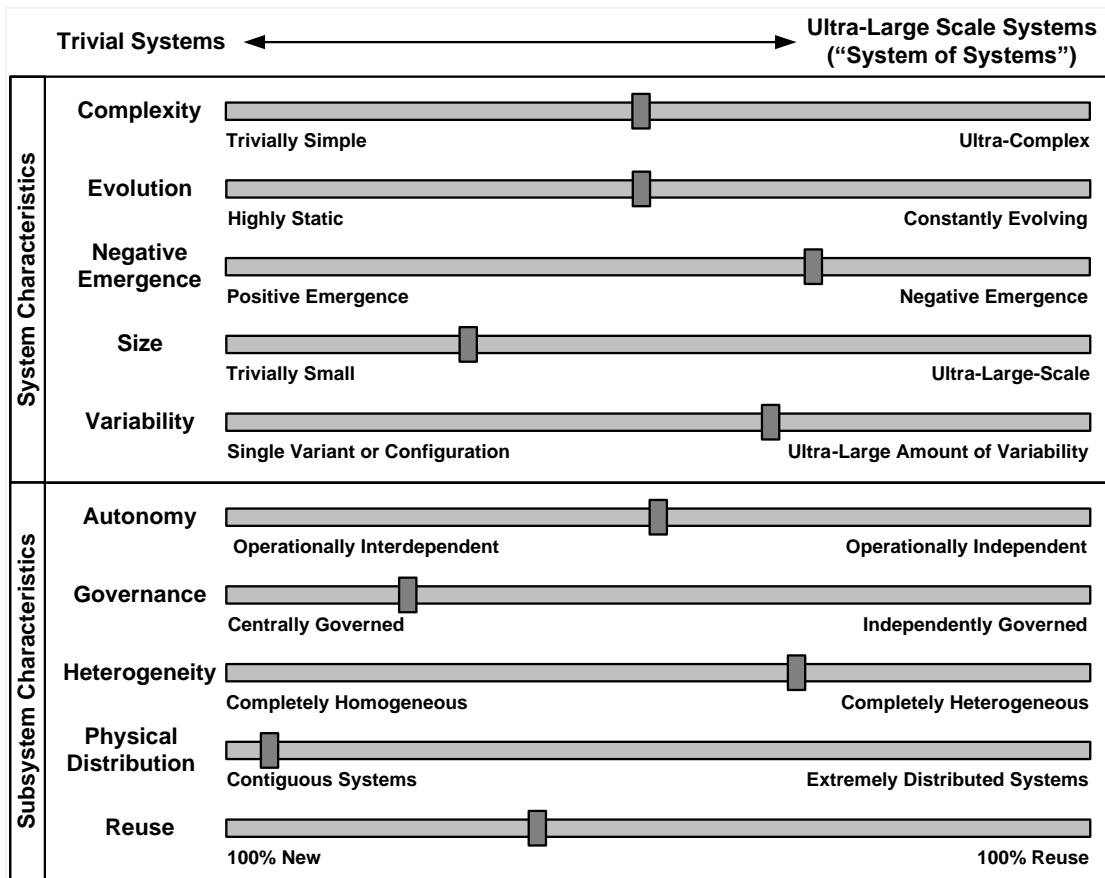 Trivial Systems
Ultra-Large Scale Systems
(“System of Systems”)
System Characteristics
Complexity
Trivially Simple
Ultra-Complex
Evolution
Highly Static
Constantly Evolving
Negative
Emergence
Positive Emergence
Negative Emergence
Size
Trivially Small
Ultra-Large-Scale
Variability
Single Variant or Configuration
Ultra-Large Amount of Variability
Subsystem Characteristics
Autonomy
Operationally Interdependent
Operationally Independent
Governance
Centrally Governed
Independently Governed
Heterogeneity
Completely Homogeneous
Completely Heterogeneous
Physical
Distribution
Contiguous Systems
Extremely Distributed Systems
Reuse
100% New
100% Reuse